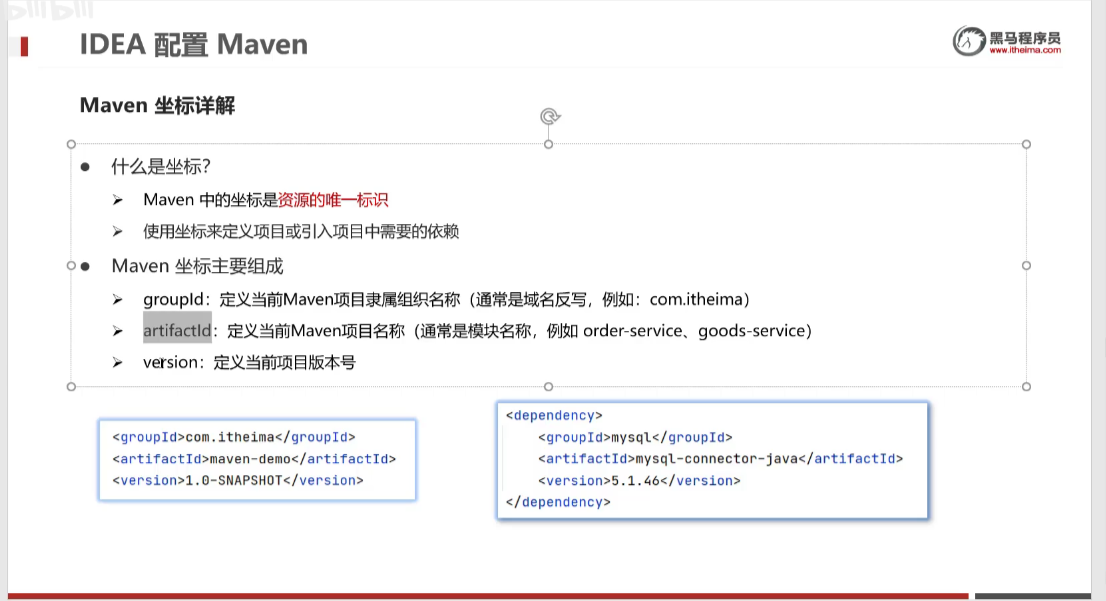 IDEA 配置 Maven
黑马程序员
www.itheima.com
Maven 坐标详解
● 什么是坐标？
➢ Maven 中的坐标是资源的唯一标识
➢ 使用坐标来定义项目或引入项目中需要的依赖
● Maven 坐标主要组成
➢ groupId：定义当前Maven项目隶属组织名称（通常是域名反写，例如：com.itheima）
➢ artifactId：定义当前Maven项目名称（通常是模块名称，例如 order-service、goods-service）
➢ version：定义当前项目版本号
<groupId>com.itheima</groupId>
<artifactId>maven-demo</artifactId>
<version>1.0-SNAPSHOT</version>
<dependency>
<groupId>mysql</groupId>
<artifactId>mysql-connector-java</artifactId>
<version>5.1.46</version>
</dependency>